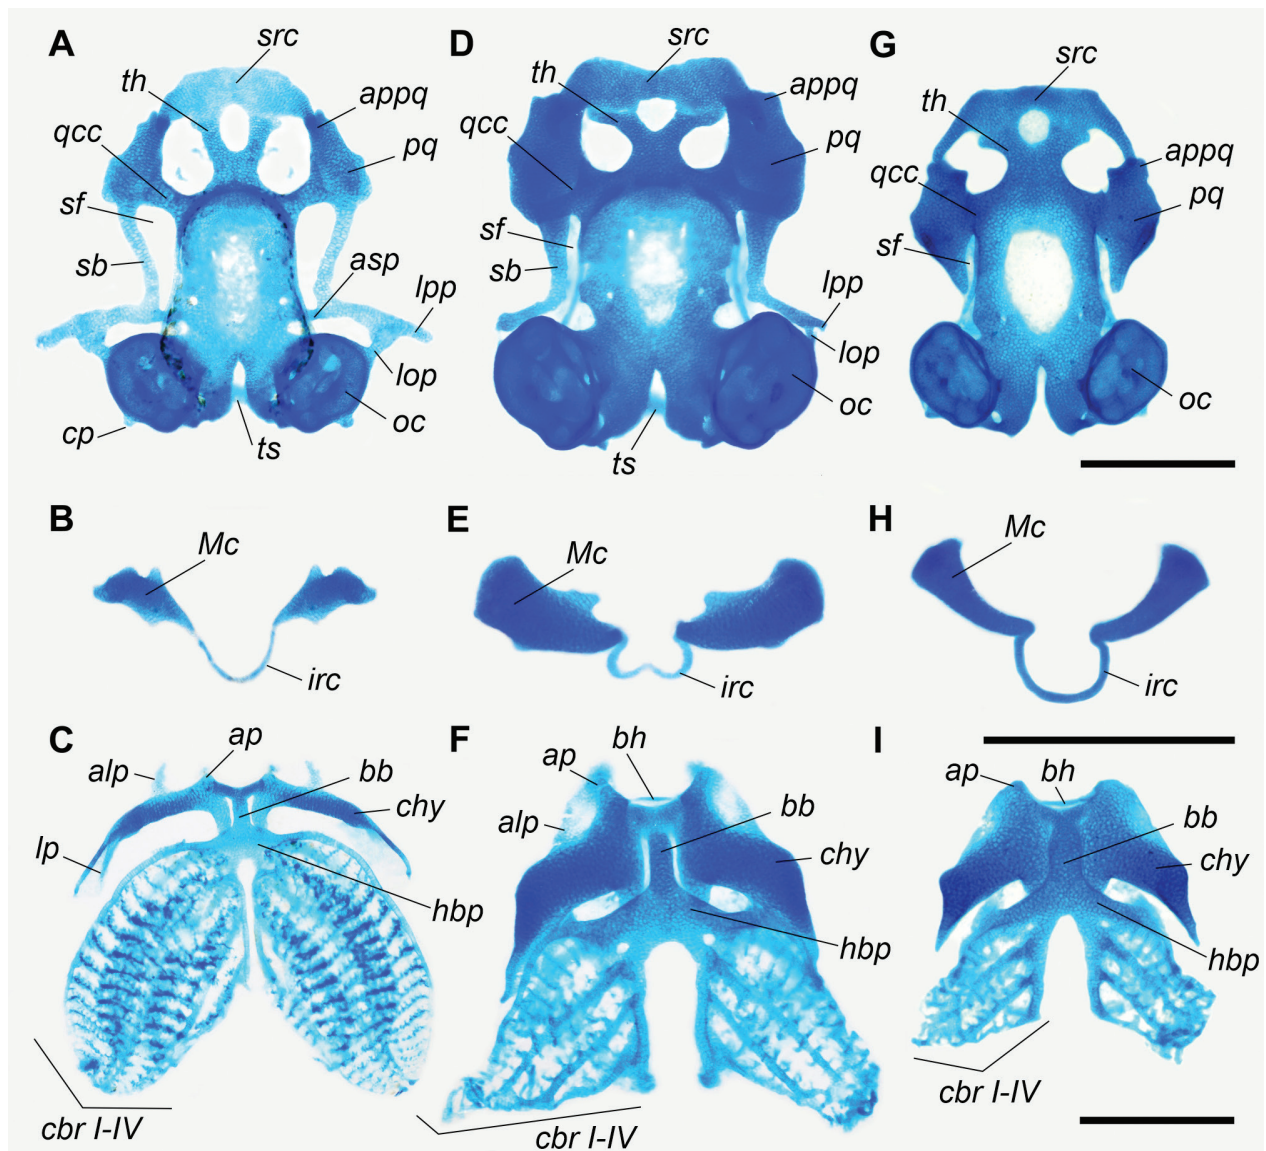 A
src
th
appq
qcc
pq
sf
sb
asp
lpp
lop
oc
cp
ts
D
src
th
appq
qcc
pq
sf
sb
lpp
lop
oc
ts
G
src
th
appq
qcc
pq
sf
oc
B
Mc
irc
E
Mc
irc
H
Mc
irc
C
ap
alp
bb
chy
lp
hbp
cbr I-IV
F
bh
ap
alp
bb
chy
hbp
cbr I-IV
I
bh
ap
bb
chy
hbp
cbr I-IV